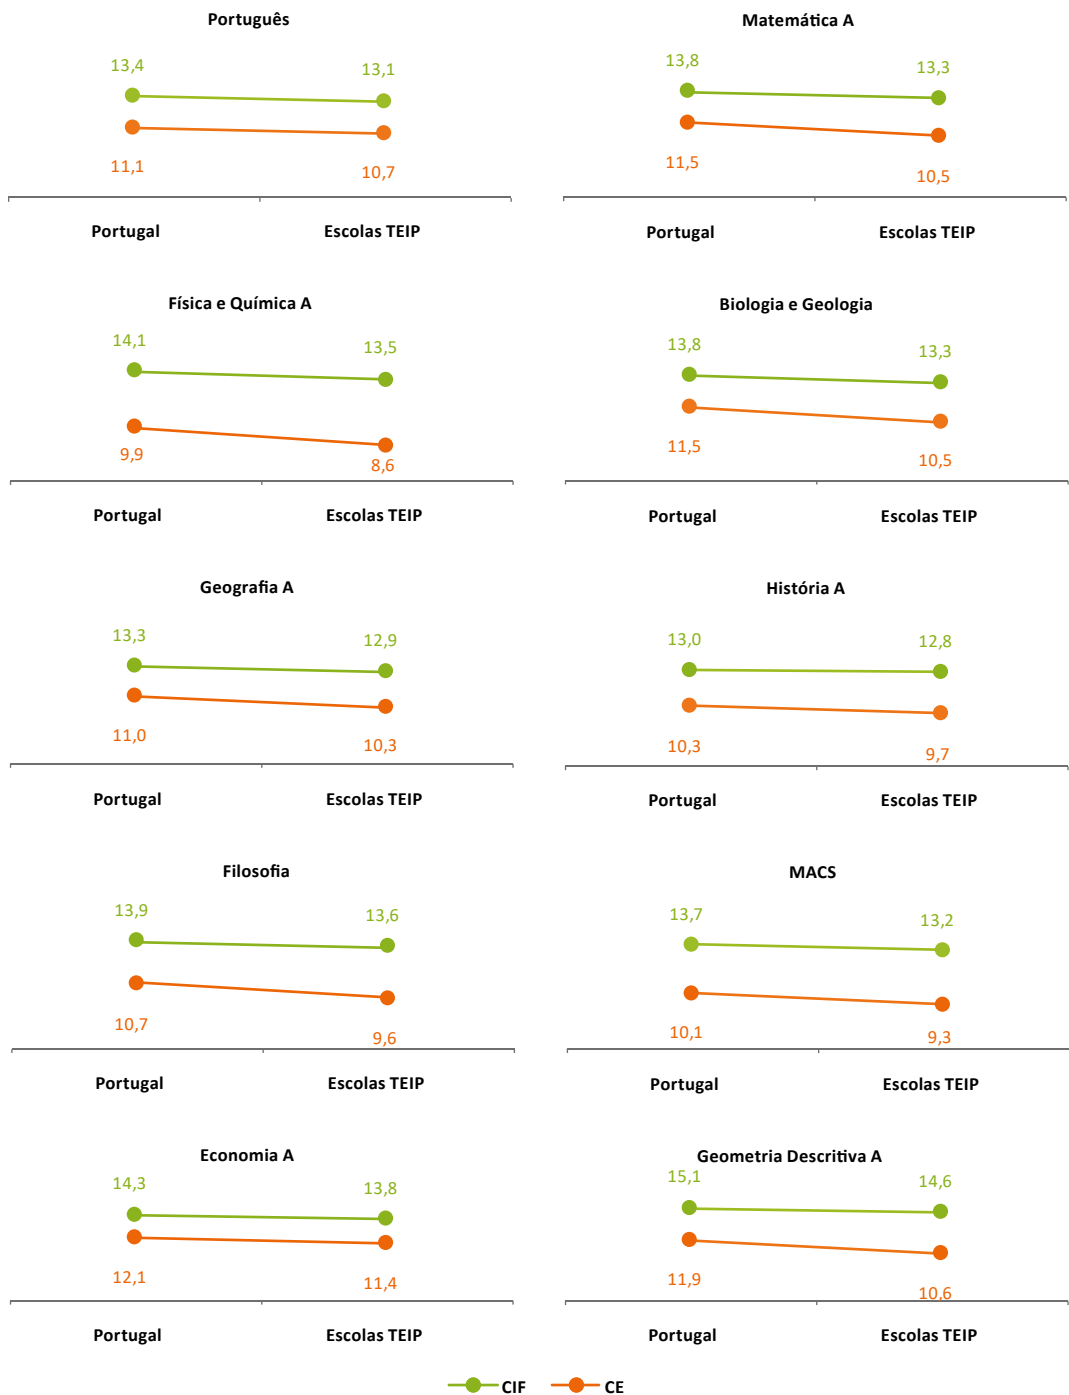 Português
13,4
13,1
11,1
10,7
Portugal
Escolas TEIP
Matemática A
13,8
13,3
11,5
10,5
Portugal
Escolas TEIP
Física e Química A
14,1
13,5
9,9
8,6
Portugal
Escolas TEIP
Biologia e Geologia
13,8
13,3
11,5
10,5
Portugal
Escolas TEIP
Geografia A
13,3
12,9
11,0
10,3
Portugal
Escolas TEIP
História A
13,0
12,8
10,3
9,7
Portugal
Escolas TEIP
Filosofia
13,9
13,6
10,7
9,6
Portugal
Escolas TEIP
MACS
13,7
13,2
10,1
9,3
Portugal
Escolas TEIP
Economia A
14,3
13,8
12,1
11,4
Portugal
Escolas TEIP
Geometria Descritiva A
15,1
14,6
11,9
10,6
Portugal
Escolas TEIP
CIF
CE